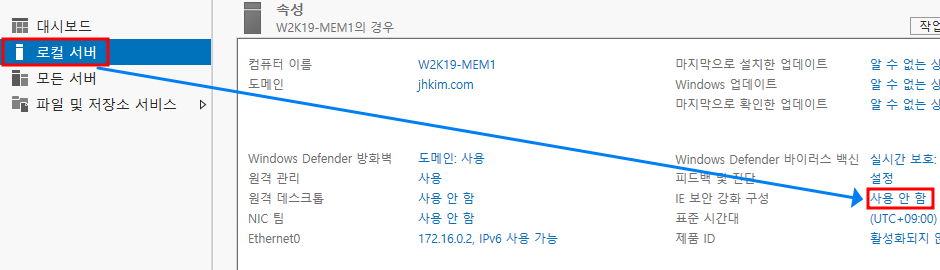 속성
W2K19-MEM1의 경우
작업
대시보드
로컬 서버
모든 서버
파일 및 저장소 서비스
컴퓨터 이름 W2K19-MEM1 마지막으로 설치한 업데이트 알 수 없는 상
도메인 jhkim.com Windows 업데이트 알 수 없는 상
마지막으로 확인한 업데이트 알 수 없는 상
Windows Defender 방화벽 도메인: 사용 Windows Defender 바이러스 백신 실시간 보호:
원격 관리 사용 피드백 및 진단 설정
원격 데스크톱 사용 안 함 IE 보안 강화 구성 사용 안 함
NIC 팀 사용 안 함 표준 시간대 (UTC+09:00)
Ethernet0 172.16.0.2, IPv6 사용 가능 제품 ID 활성화되지 않